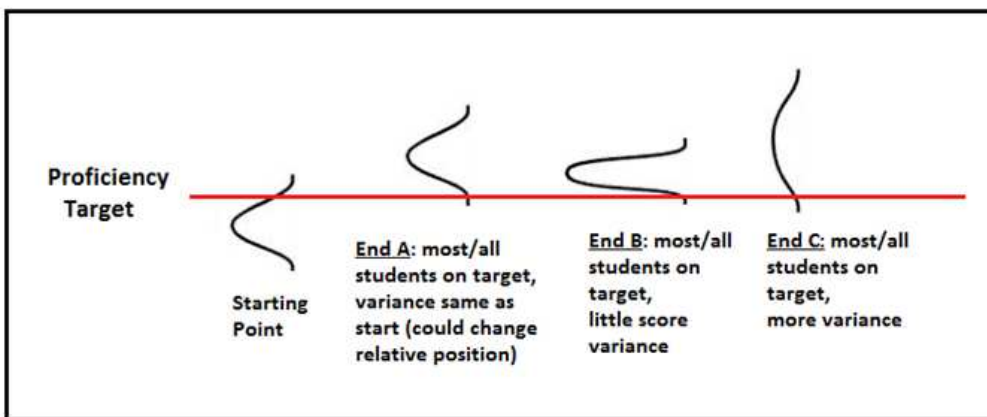 Proficiency
Target
Starting
Point
End A: most/all
students on target,
variance same as
start (could change
relative position)
End B: most/all
students on
target,
little score
variance
End C: most/all
students on
target,
more variance